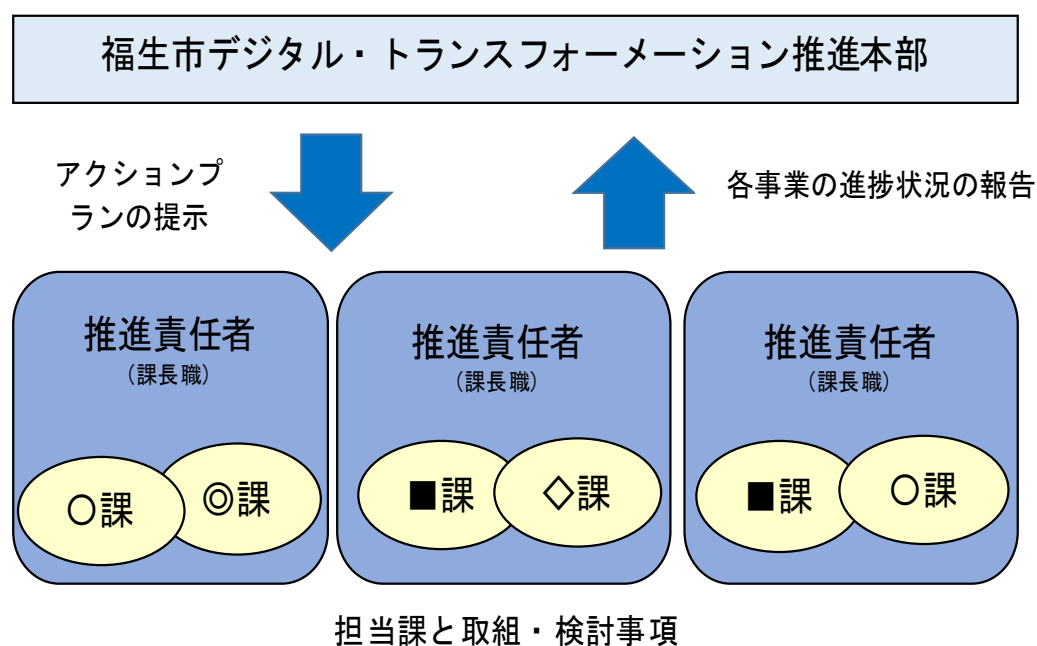 福生市デジタル・トランスフォーメーション推進本部
アクションプ
ランの提示
各事業の進捗状況の報告
推進責任者
（課長職）
○課
◎課
推進責任者
（課長職）
■課
◇課
推進責任者
（課長職）
■課
○課
担当課と取組・検討事項